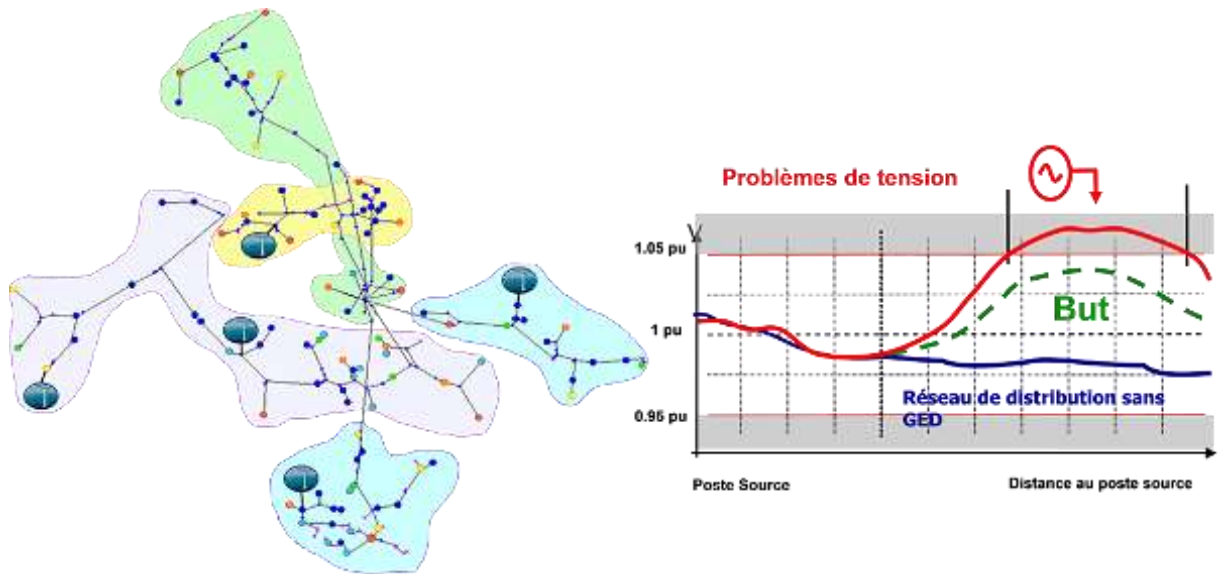 Problèmes de tension
V
1.05 pu
1 pu
But
Réseau de distribution sans
GED
0.95 pu
Poste Source
Distance au poste source